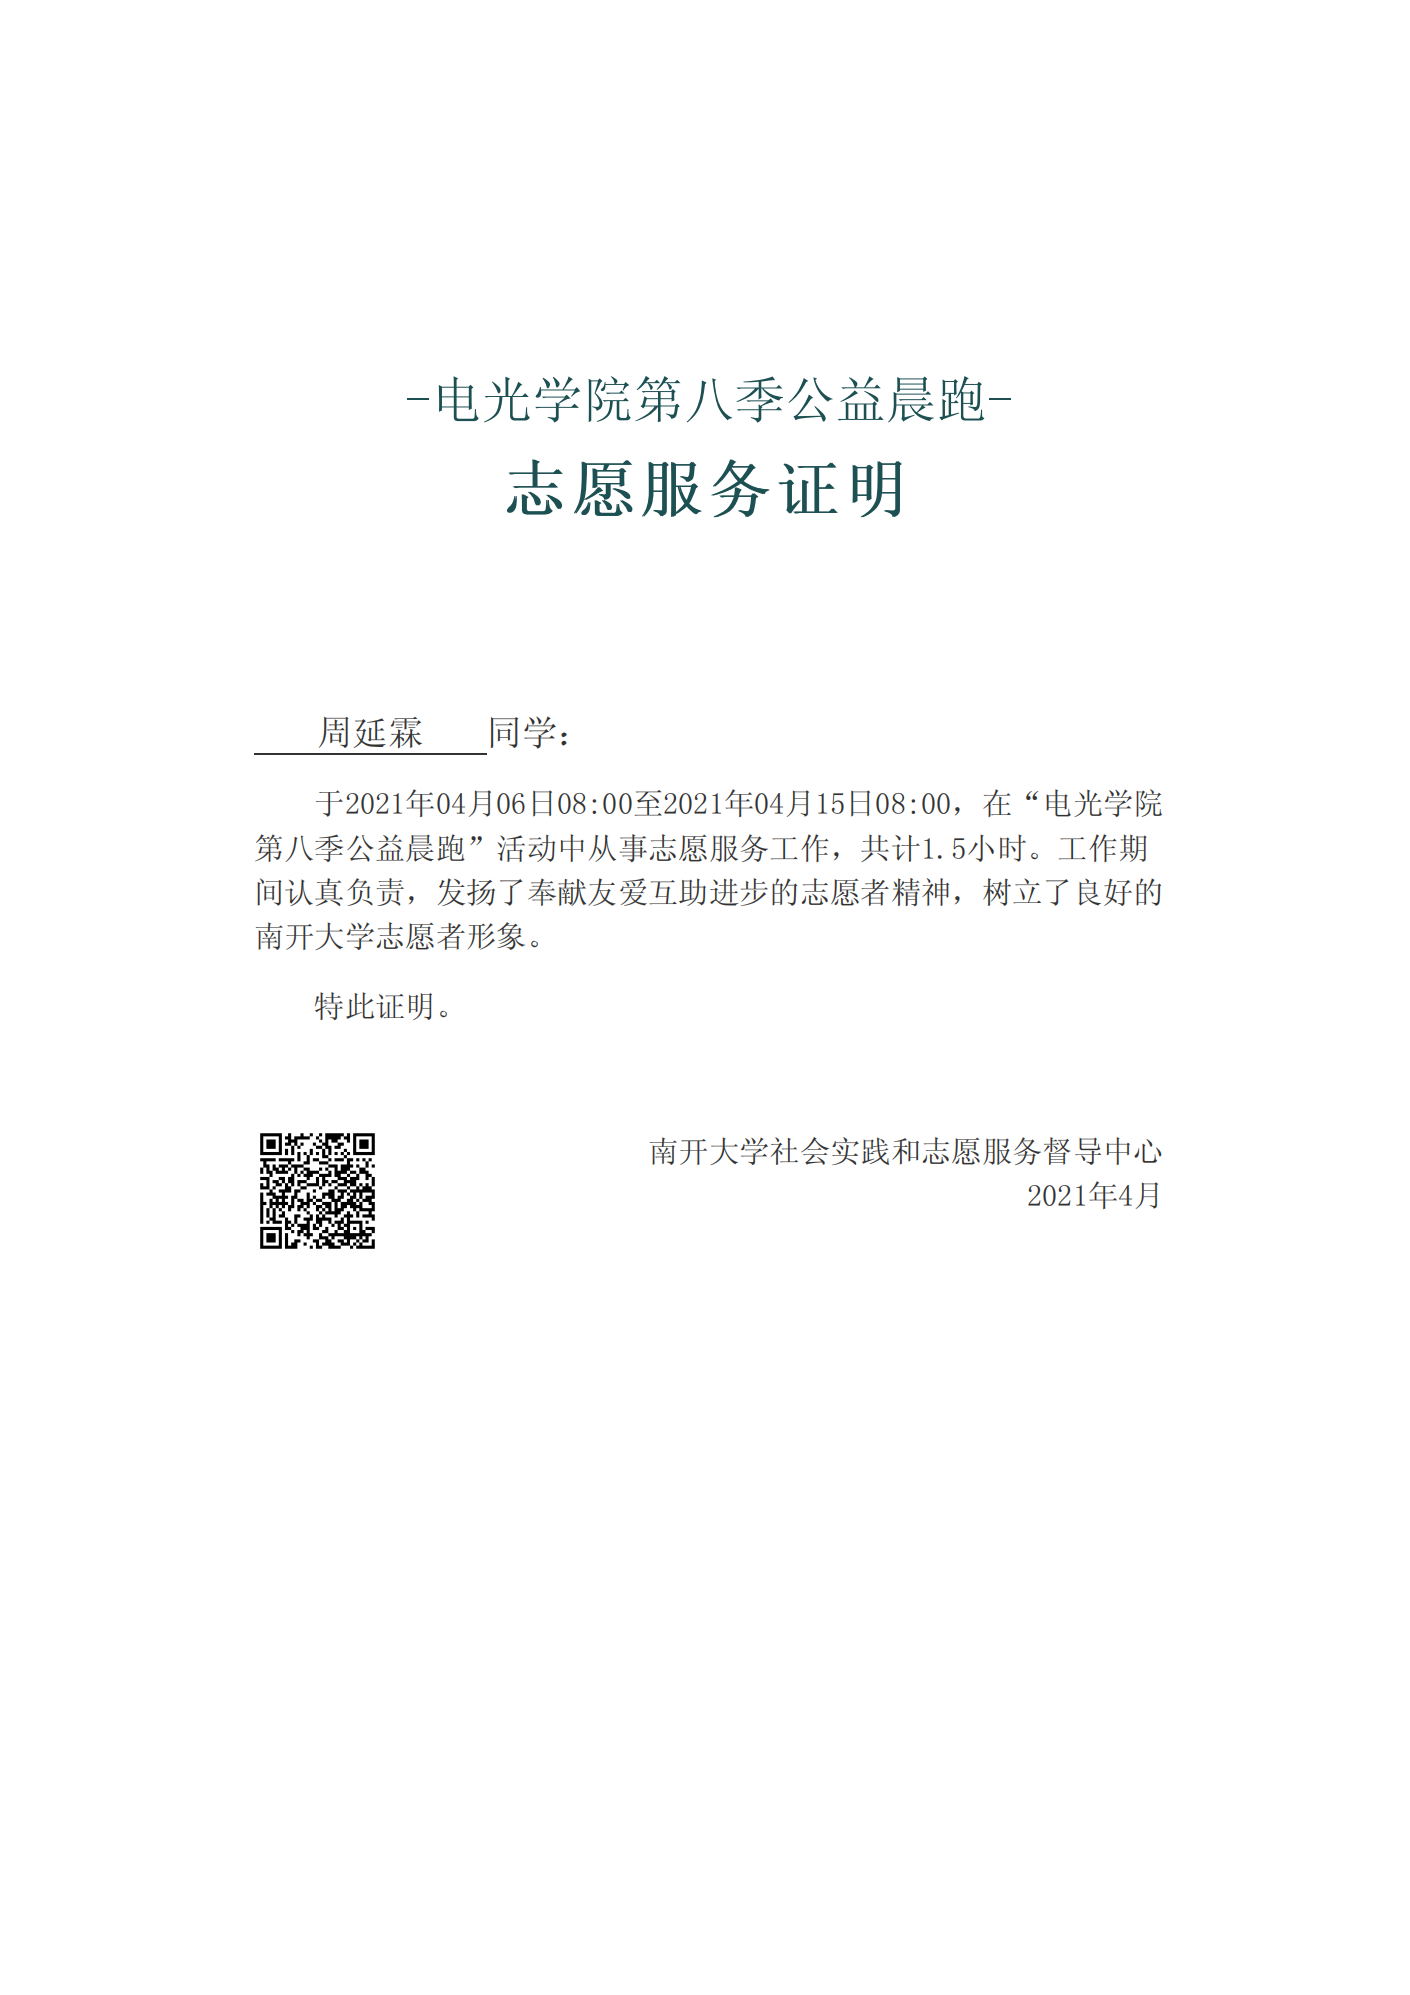 -电光学院第八季公益晨跑-
志愿服务证明
周延霖 同学：
于2021年04月06日08:00至2021年04月15日08:00，在“电光学院
第八季公益晨跑”活动中从事志愿服务工作，共计1.5小时。工作期
间认真负责，发扬了奉献友爱互助进步的志愿者精神，树立了良好的
南开大学志愿者形象。
特此证明。
南开大学社会实践和志愿服务督导中心
2021年4月